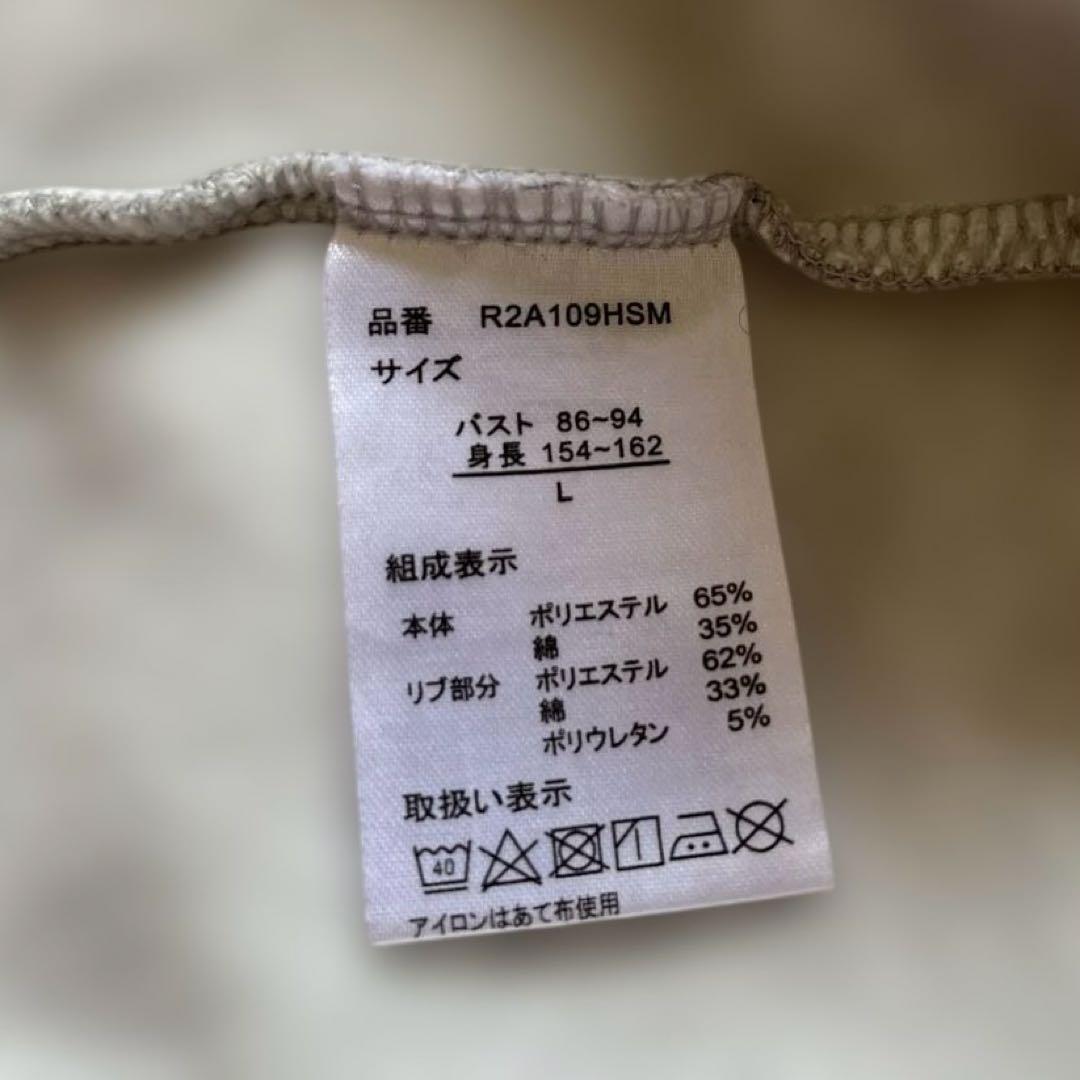 品番 R2A109HSM
サイズ
バスト 86~94
身長 154~162
L
組成表示
本体 ポリエステル 65%
綿 35%
リブ部分 ポリエステル 62%
綿 33%
ポリウレタン 5%
取扱い表示
40
アイロンはあて布使用